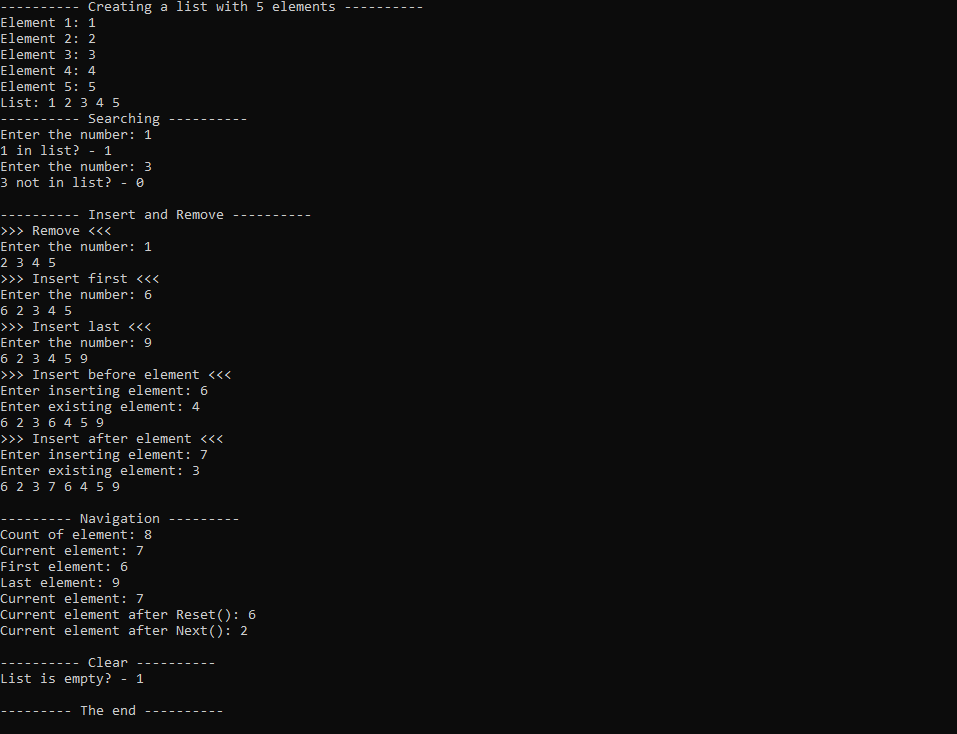 ---------- Creating a list with 5 elements ----------
Element 1: 1
Element 2: 2
Element 3: 3
Element 4: 4
Element 5: 5
List: 1 2 3 4 5
---------- Searching ----------
Enter the number: 1
1 in list? - 1
Enter the number: 3
3 not in list? - 0
---------- Insert and Remove ----------
>>> Remove <<<
Enter the number: 1
2 3 4 5
>>> Insert first <<<
Enter the number: 6
6 2 3 4 5
>>> Insert last <<<
Enter the number: 9
6 2 3 4 5 9
>>> Insert before element <<<
Enter inserting element: 6
Enter existing element: 4
6 2 3 6 4 5 9
>>> Insert after element <<<
Enter inserting element: 7
Enter existing element: 3
6 2 3 7 6 4 5 9
--------- Navigation ---------
Count of element: 8
Current element: 7
First element: 6
Last element: 9
Current element: 7
Current element after Reset(): 6
Current element after Next(): 2
---------- Clear ----------
List is empty? - 1
--------- The end ----------